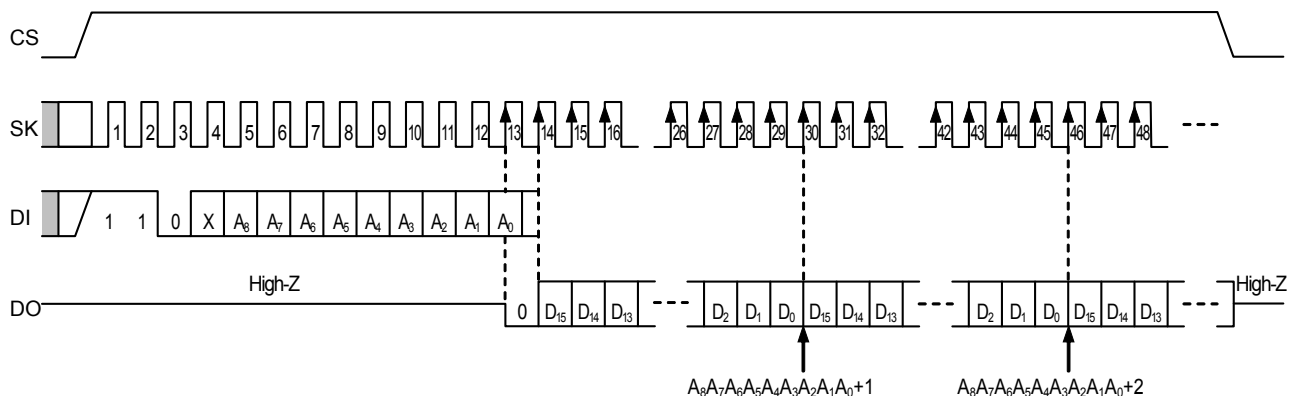 CS
SK 1 2 3 4 5 6 7 8 9 10 11 12 13 14 15 16 26 27 28 29 30 31 32 42 43 44 45 46 47 48
DI 1 1 0 X A₈ A₇ A₆ A₅ A₄ A₃ A₂ A₁ A₀
High-Z High-Z
DO 0 D₁₅ D₁₄ D₁₃ D₂ D₁ D₀ D₁₅ D₁₄ D₁₃ D₂ D₁ D₀ D₁₅ D₁₄ D₁₃
A₈A₇A₆A₅A₄A₃A₂A₁A₀+1 A₈A₇A₆A₅A₄A₃A₂A₁A₀+2